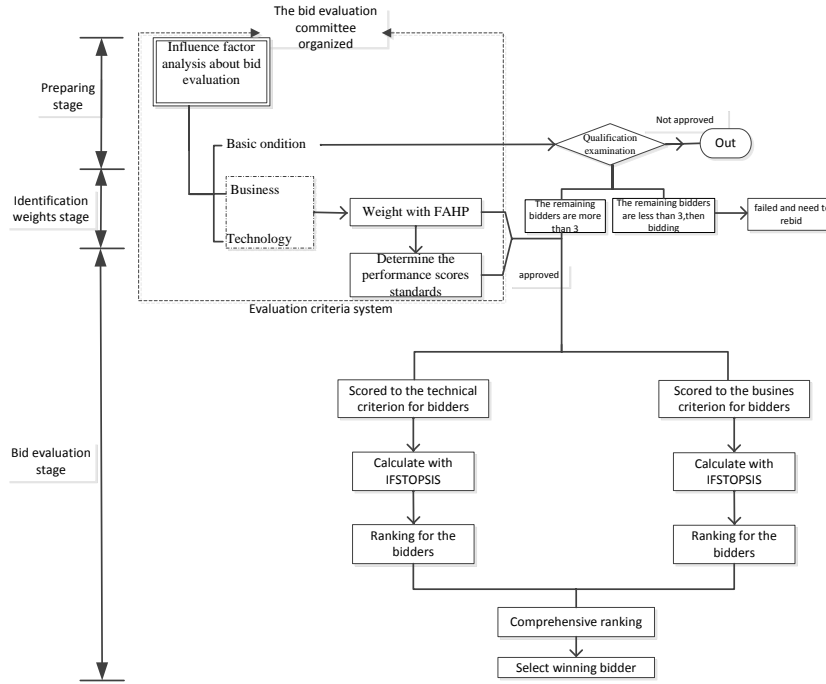 The bid evaluation
committee
organized
Influence factor
analysis about bid
evaluation
Preparing
stage
Not approved
Basic ondition
Qualification
examination
Out
Identification
weights stage
Business
Technology
Weight with FAHP
The remaining
bidders are more
than 3
The remaining bidders
are less than 3,then
bidding
failed and need to
rebid
Determine the
performance scores
standards
approved
Evaluation criteria system
Bid evaluation
stage
Scored to the technical
criterion for bidders
Scored to the busines
criterion for bidders
Calculate with
IFSTOPSIS
Calculate with
IFSTOPSIS
Ranking for the
bidders
Ranking for the
bidders
Comprehensive ranking
Select winning bidder